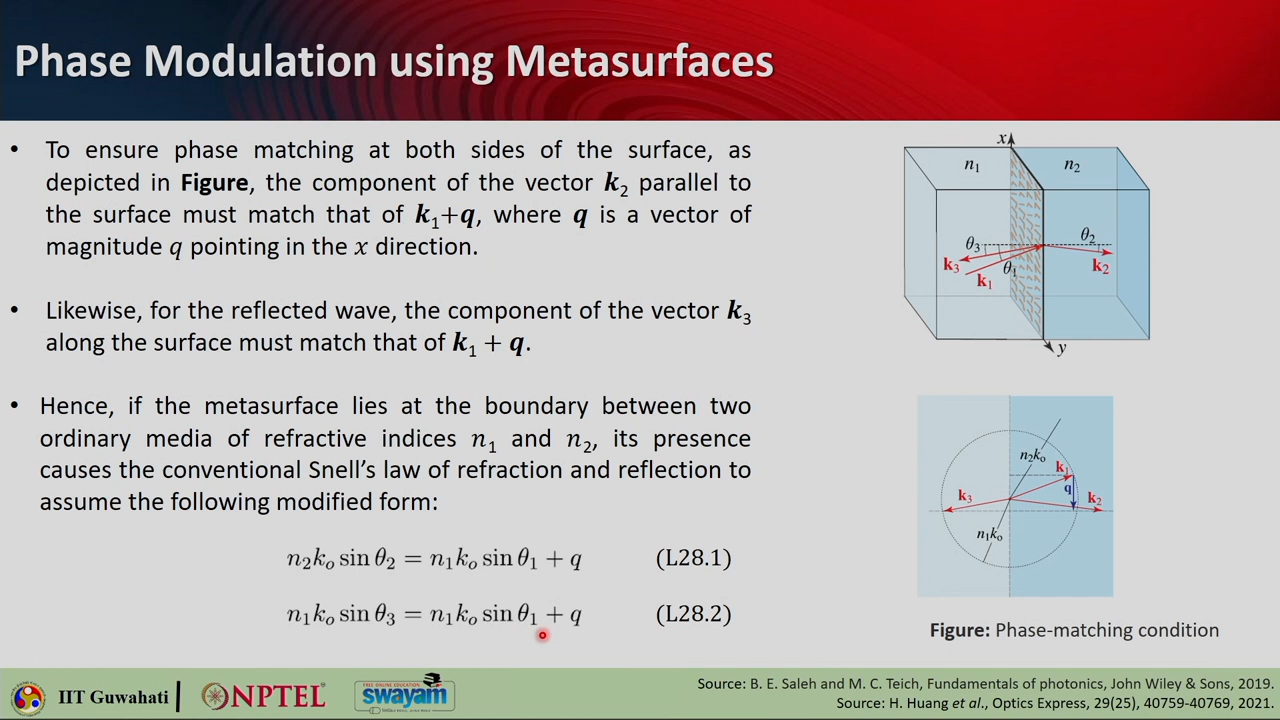 Phase Modulation using Metasurfaces
• To ensure phase matching at both sides of the surface, as
depicted in Figure, the component of the vector k₂ parallel to
the surface must match that of k₁+q, where q is a vector of
magnitude q pointing in the x direction.
• Likewise, for the reflected wave, the component of the vector k₃
along the surface must match that of k₁ + q.
• Hence, if the metasurface lies at the boundary between two
ordinary media of refractive indices n₁ and n₂, its presence
causes the conventional Snell's law of refraction and reflection to
assume the following modified form:
n₂kₒ sin θ₂ = n₁kₒ sin θ₁ + q (L28.1)
n₁kₒ sin θ₃ = n₁kₒ sin θ₁ + q (L28.2)
x
n₁ n₂
θ₃ θ₂
k₃ θ₁ k₂
k₁
y
n₂kₒ
k₁
q
k₃ k₂
n₁kₒ
Figure: Phase-matching condition
IIT Guwahati
NPTEL
FREE ONLINE EDUCATION
swayam
Source: B. E. Saleh and M. C. Teich, Fundamentals of photonics, John Wiley & Sons, 2019.
Source: H. Huang et al., Optics Express, 29(25), 40759-40769, 2021.